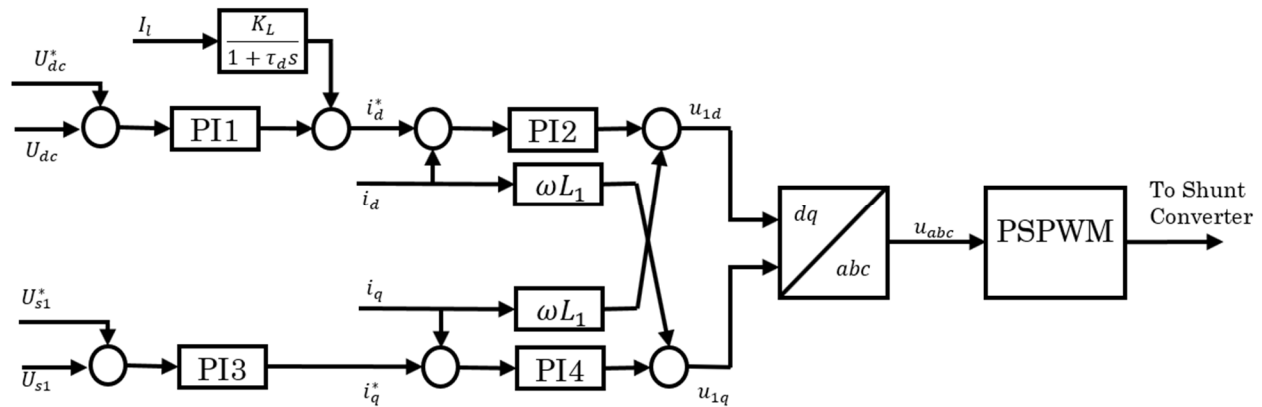 I_l
K_L
1 + τ_d s
U*_dc
U_dc
PI1
i*_d
PI2
u_1d
i_d
ωL_1
To Shunt
Converter
dq
abc
u_abc
PSPWM
i_q
ωL_1
U*_s1
U_s1
PI3
i*_q
PI4
u_1q